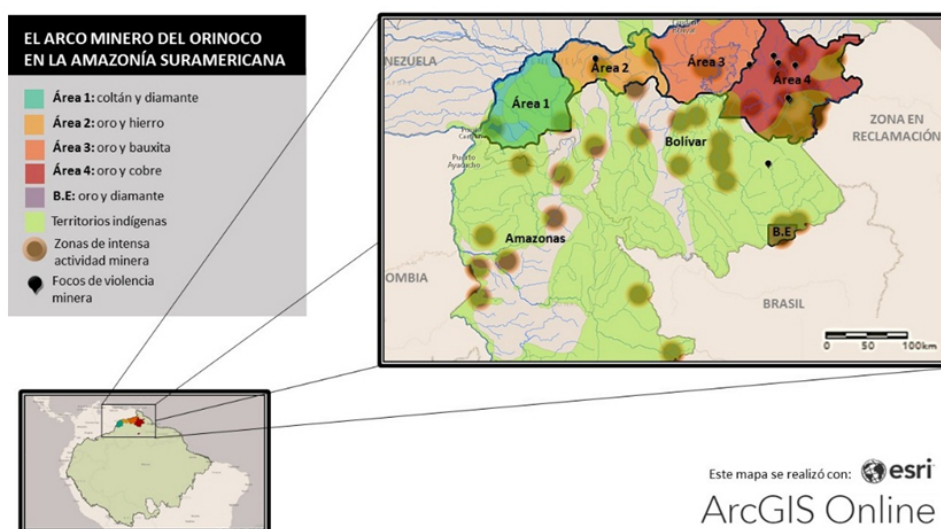 EL ARCO MINERO DEL ORINOCO
EN LA AMAZONÍA SURAMERICANA
Área 1: coltán y diamante
Área 2: oro y hierro
Área 3: oro y bauxita
Área 4: oro y cobre
B.E: oro y diamante
Territorios indígenas
Zonas de intensa
actividad minera
Focos de violencia
minera
NEZUELA
Área 1
Área 2
Área 3
Área 4
ZONA EN
RECLAMACIÓN
Bolívar
Puerto
Ayacucho
Amazonas
B.E
OMBIA
BRASIL
0 50 100km
Este mapa se realizó con: esri
ArcGIS Online